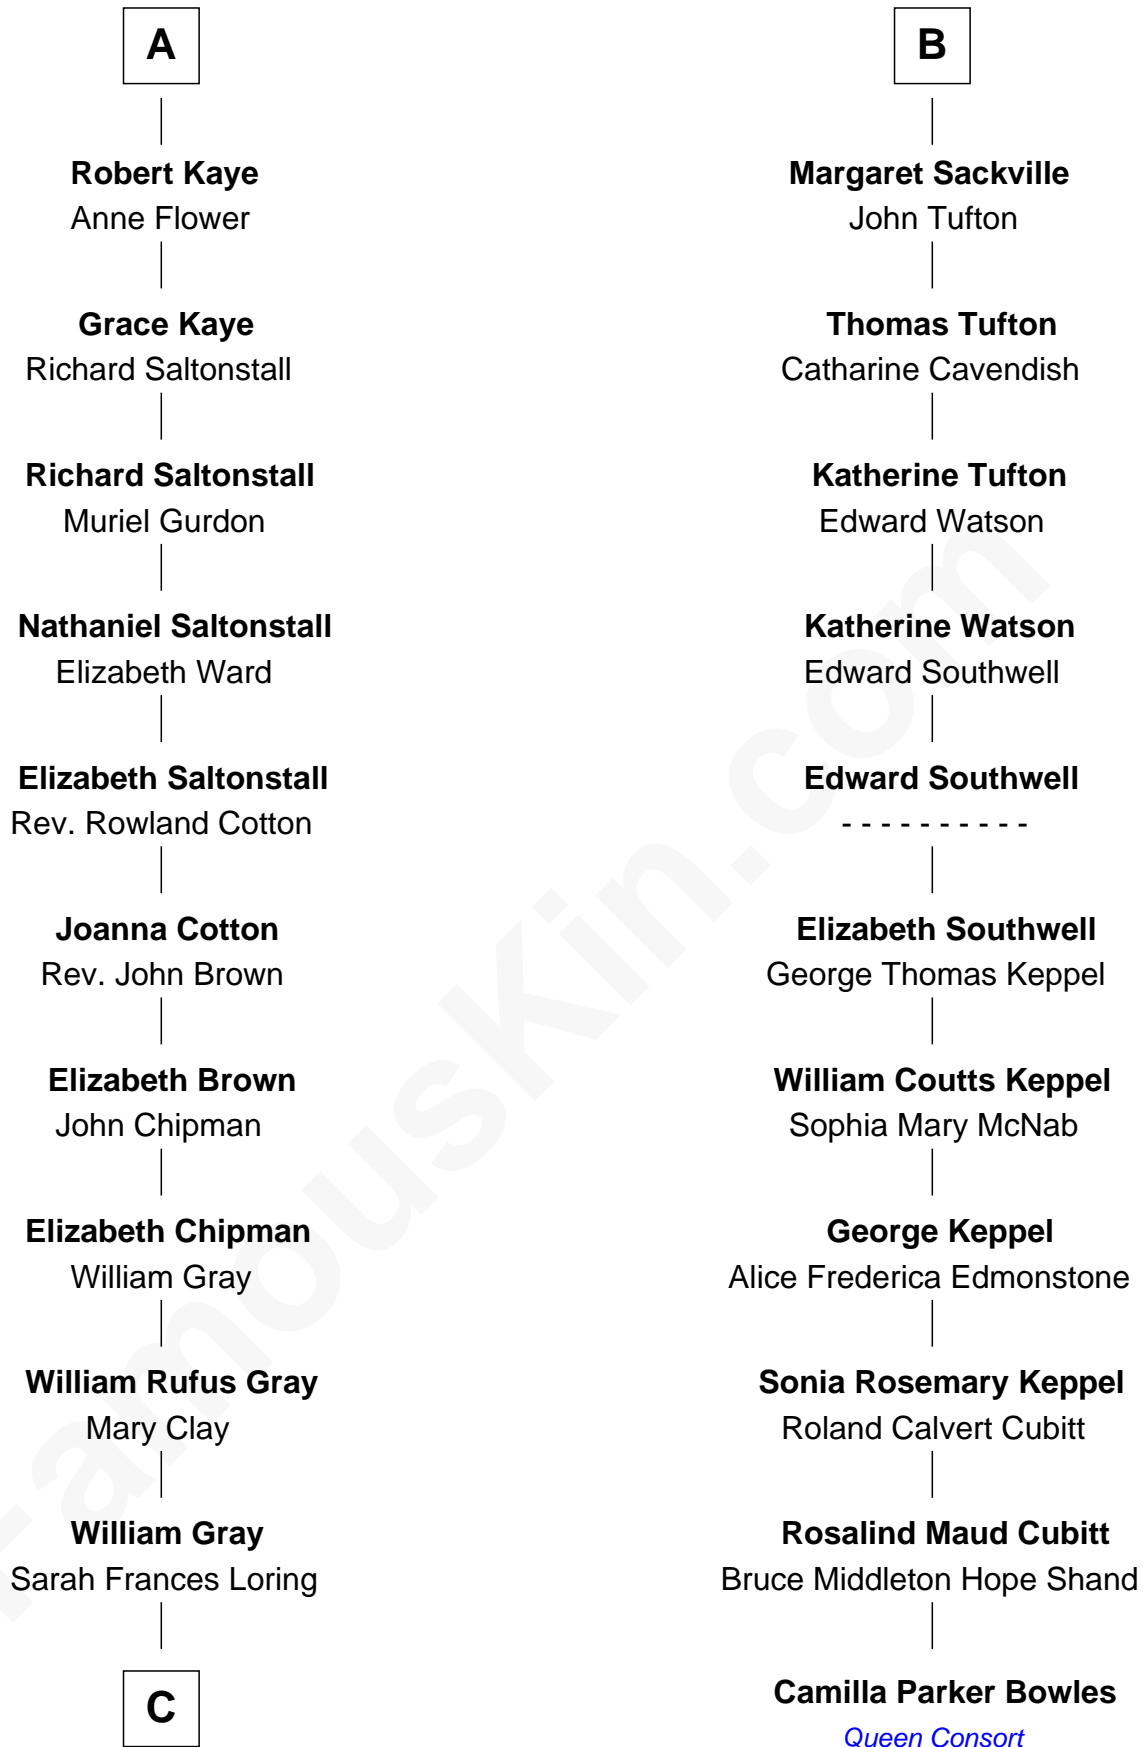 A
Robert Kaye
Anne Flower
Grace Kaye
Richard Saltonstall
Richard Saltonstall
Muriel Gurdon
Nathaniel Saltonstall
Elizabeth Ward
Elizabeth Saltonstall
Rev. Rowland Cotton
Joanna Cotton
Rev. John Brown
Elizabeth Brown
John Chipman
Elizabeth Chipman
William Gray
William Rufus Gray
Mary Clay
William Gray
Sarah Frances Loring
C
B
Margaret Sackville
John Tufton
Thomas Tufton
Catharine Cavendish
Katherine Tufton
Edward Watson
Katherine Watson
Edward Southwell
Edward Southwell
- - - - - - - - - -
Elizabeth Southwell
George Thomas Keppel
William Coutts Keppel
Sophia Mary McNab
George Keppel
Alice Frederica Edmonstone
Sonia Rosemary Keppel
Roland Calvert Cubitt
Rosalind Maud Cubitt
Bruce Middleton Hope Shand
Camilla Parker Bowles
Queen Consort
FamousKin.com